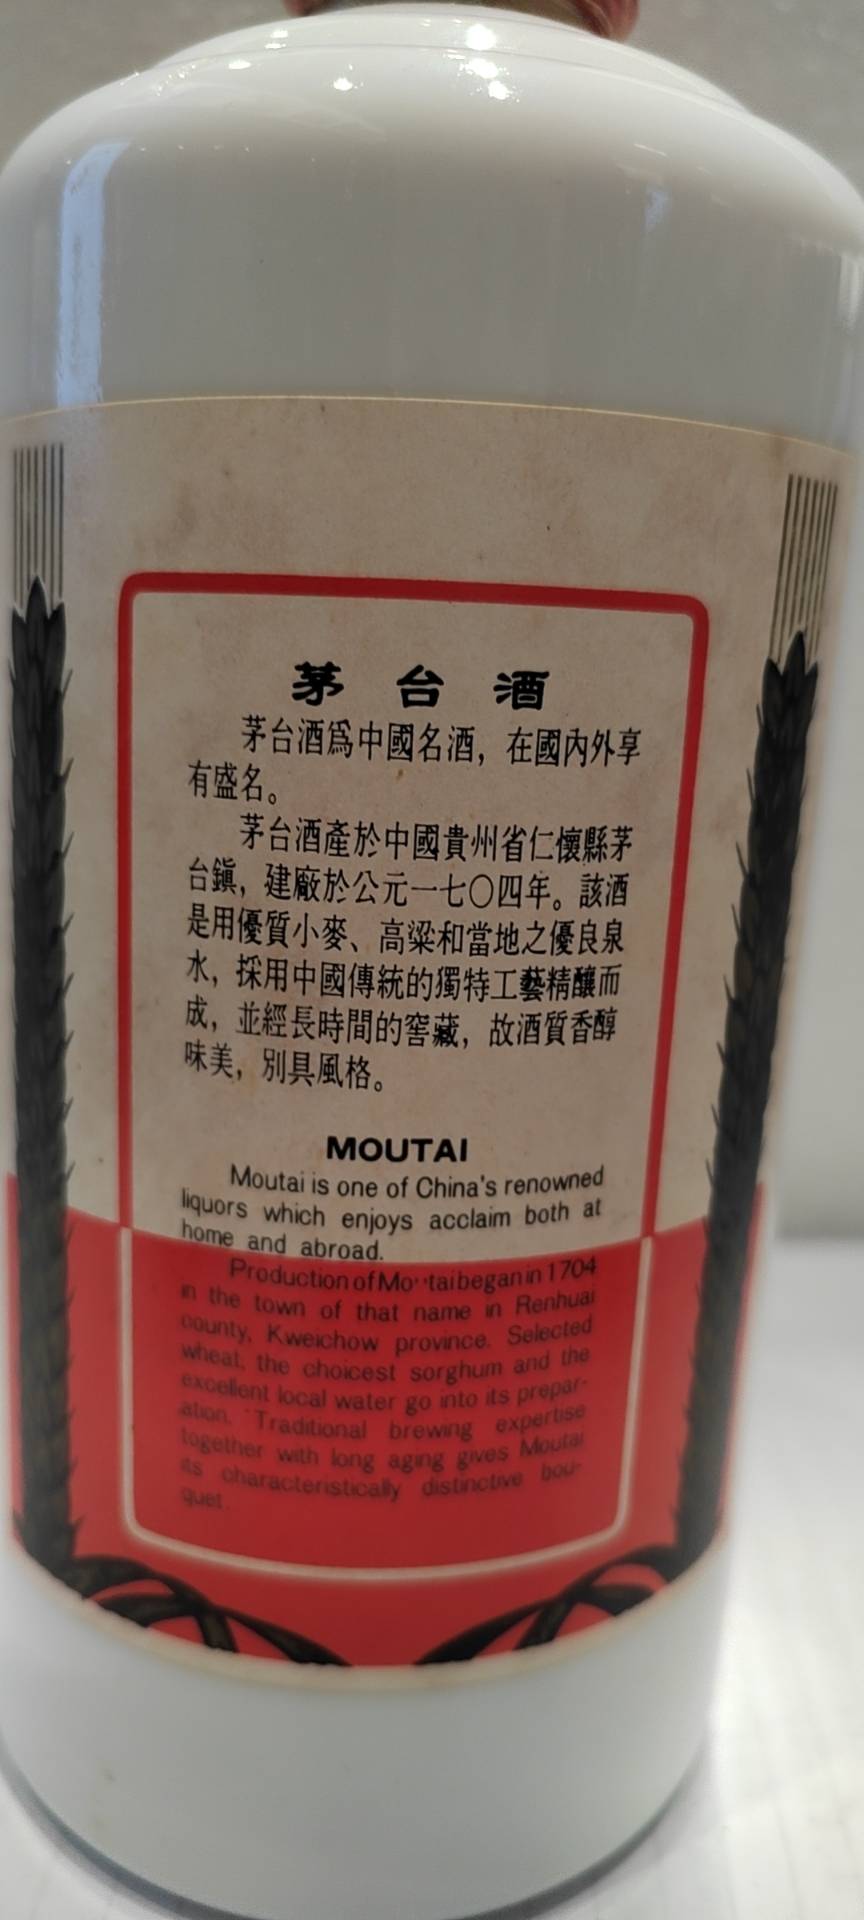 茅台酒
茅台酒爲中國名酒，在國內外享
有盛名。
茅台酒產於中國貴州省仁懷縣茅
台鎭，建廠於公元一七〇四年。該酒
是用優質小麥、高粱和當地之優良泉
水，採用中國傳統的獨特工藝精釀而
成，並經長時間的窖藏，故酒質香醇
味美，別具風格。
MOUTAI
Moutai is one of China's renowned
liquors which enjoys acclaim both at
home and abroad.
Production of Moutai began in 1704
in the town of that name in Renhuai
county, Kweichow province. Selected
wheat, the choicest sorghum and the
excellent local water go into its prepar-
ation. Traditional brewing expertise
together with long aging gives Moutai
its characteristically distinctive bou-
quet.